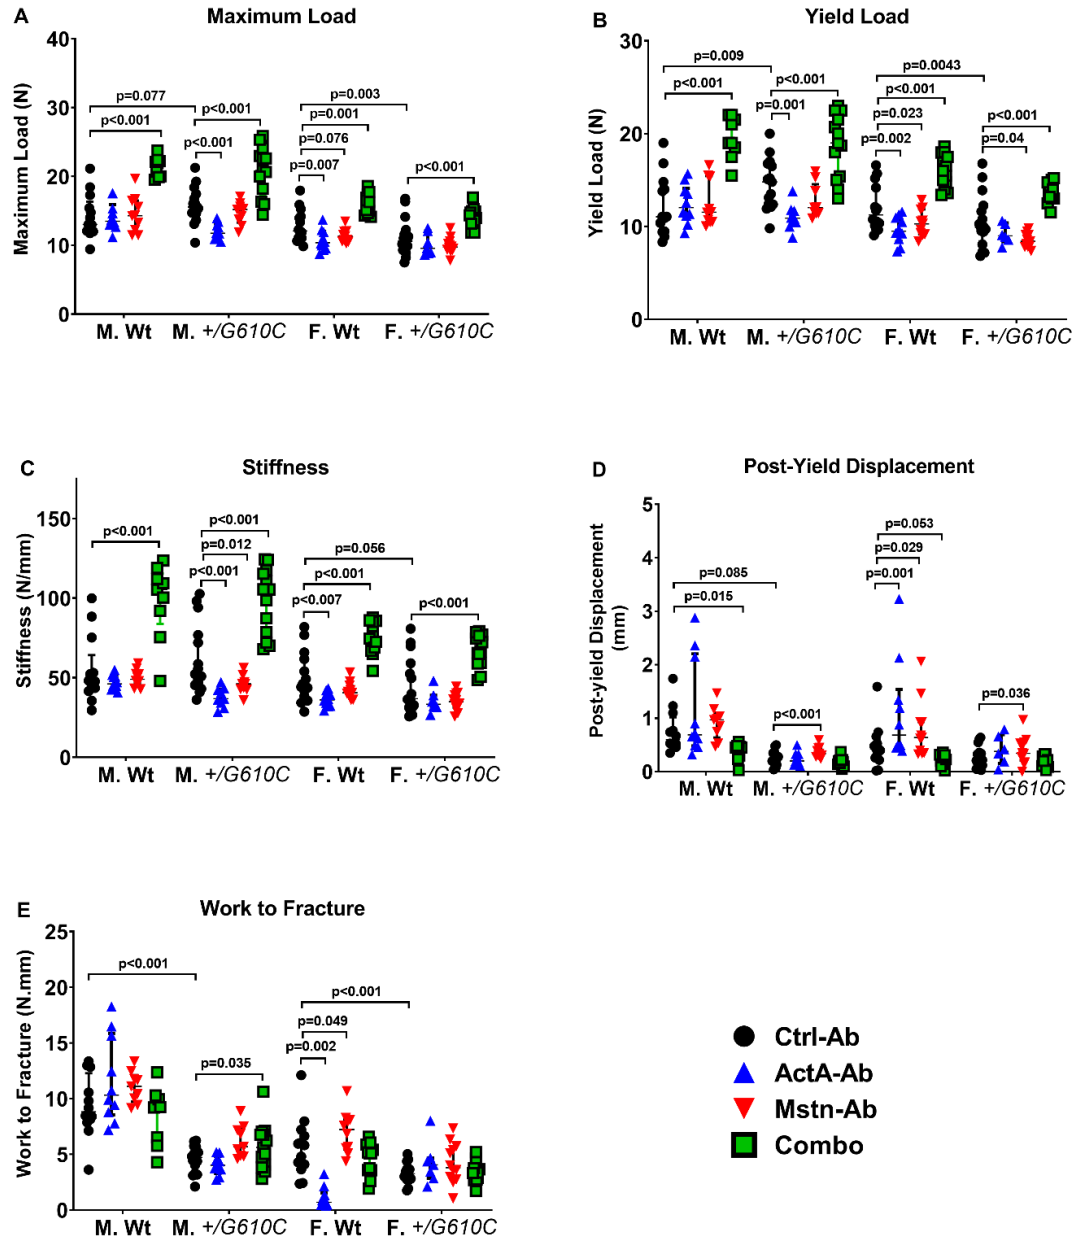 A
Maximum Load
Maximum Load (N)
40
30
20
10
0
p=0.077
p<0.001
p<0.001
p<0.001
p=0.003
p=0.001
p=0.076
p=0.007
p<0.001
M. Wt
M. +/G610C
F. Wt
F. +/G610C
B
Yield Load
Yield Load (N)
30
20
10
0
p=0.009
p<0.001
p<0.001
p=0.001
p=0.0043
p<0.001
p=0.023
p=0.002
p<0.001
p=0.04
M. Wt
M. +/G610C
F. Wt
F. +/G610C
C
Stiffness
Stiffness (N/mm)
150
100
50
0
p<0.001
p<0.001
p=0.012
p<0.001
p=0.056
p<0.001
p<0.007
p<0.001
M. Wt
M. +/G610C
F. Wt
F. +/G610C
D
Post-Yield Displacement
Post-yield Displacement
(mm)
5
4
3
2
1
0
p=0.085
p=0.015
p<0.001
p=0.053
p=0.029
p=0.001
p=0.036
M. Wt
M. +/G610C
F. Wt
F. +/G610C
E
Work to Fracture
Work to Fracture (N.mm)
25
20
15
10
5
0
p<0.001
p=0.035
p<0.001
p=0.049
p=0.002
M. Wt
M. +/G610C
F. Wt
F. +/G610C
Ctrl-Ab
ActA-Ab
Mstn-Ab
Combo